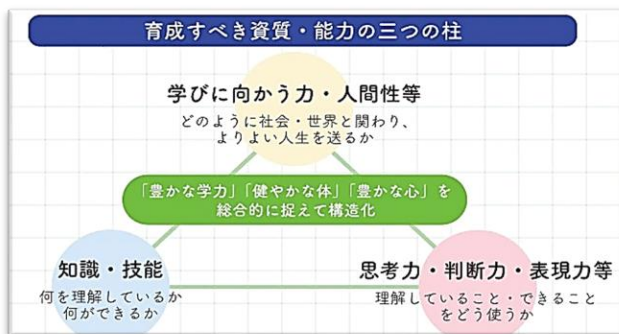 育成すべき資質・能力の三つの柱
学びに向かう力・人間性等
どのように社会・世界と関わり、
よりよい人生を送るか
「豊かな学力」「健やかな体」「豊かな心」を
総合的に捉えて構造化
知識・技能
何を理解しているか
何ができるか
思考力・判断力・表現力等
理解していること・できること
をどう使うか